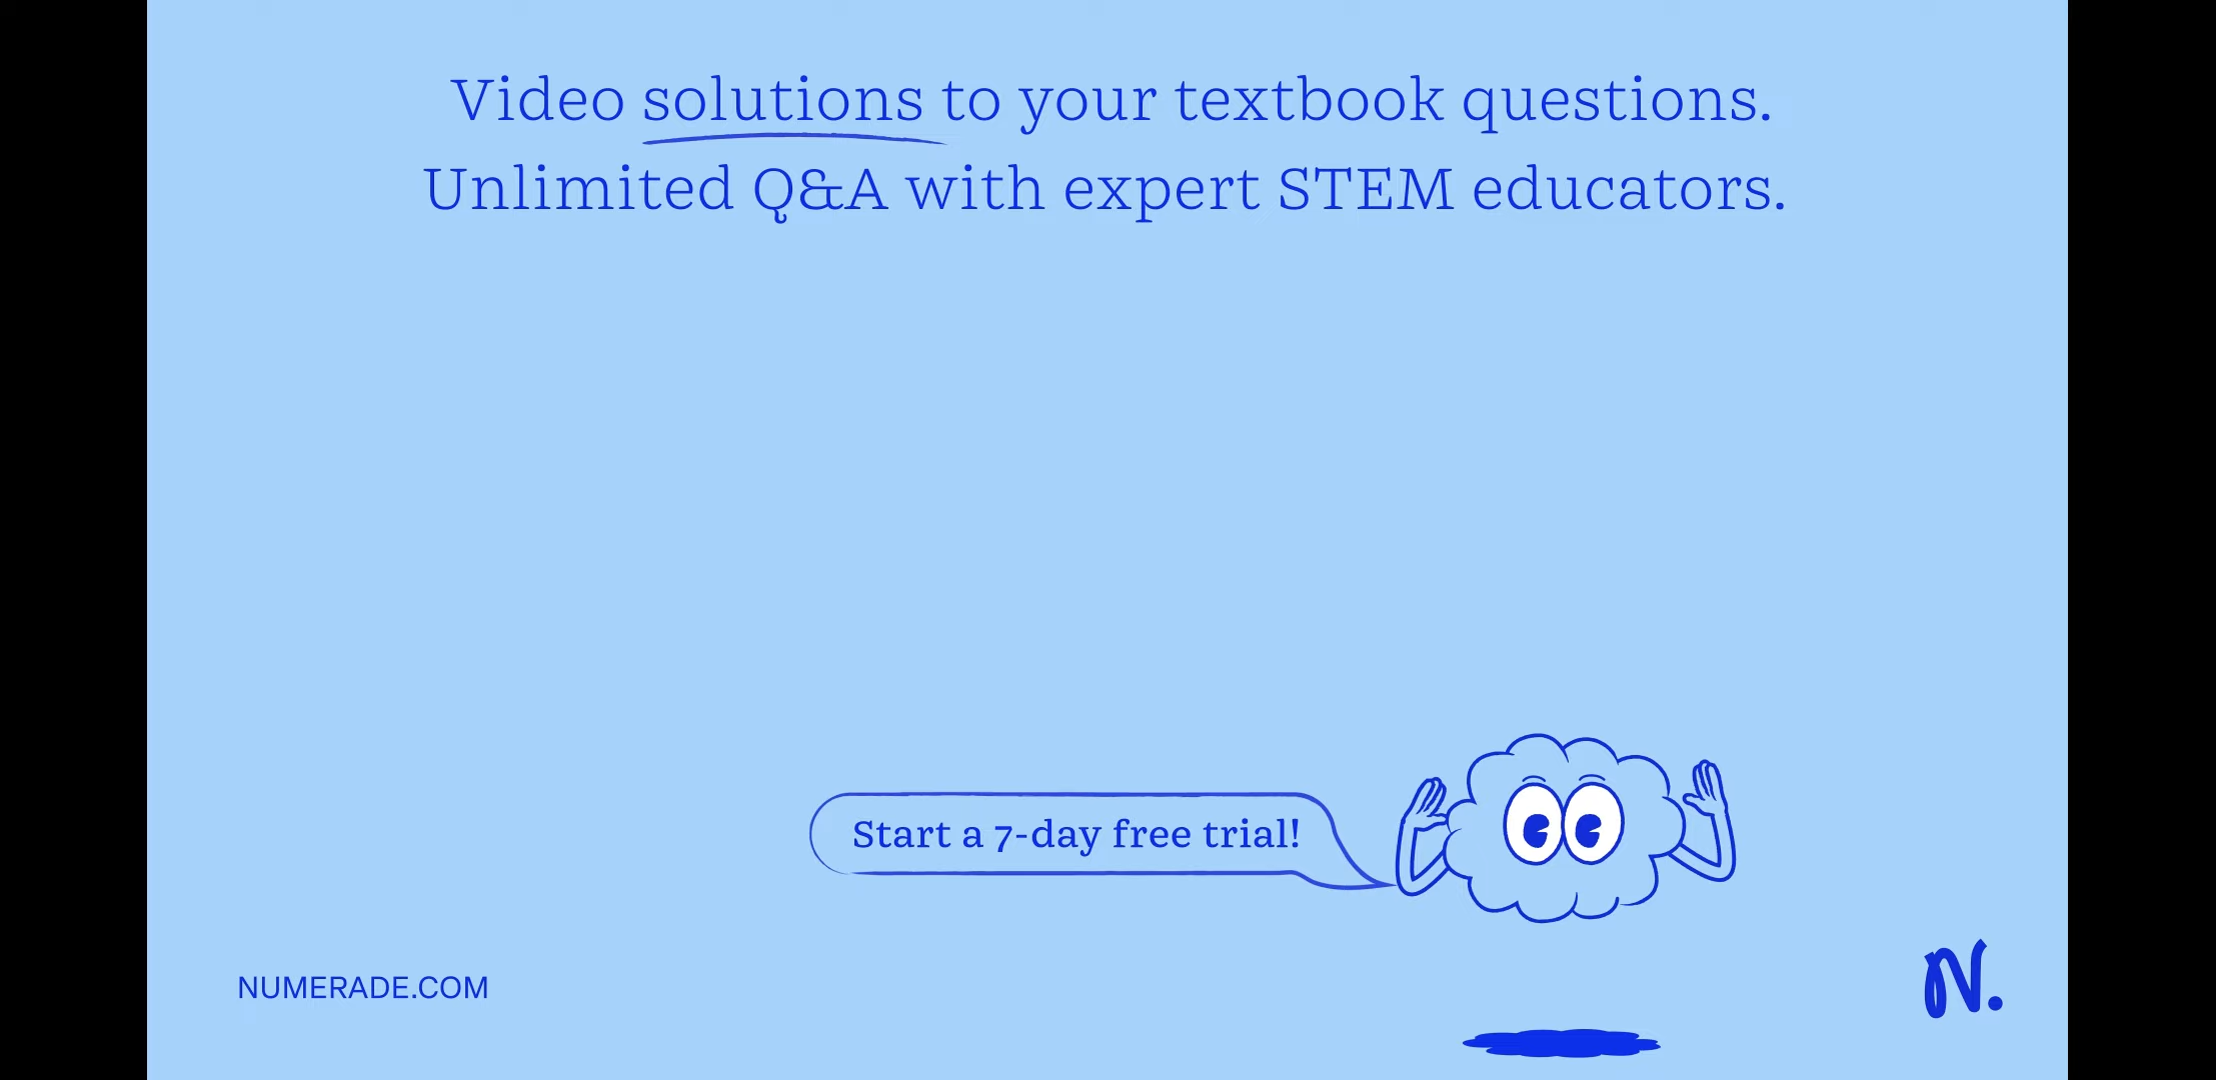 Video solutions to your textbook questions.
Unlimited Q&A with expert STEM educators.
Start a 7-day free trial!
NUMERADE.COM
N.